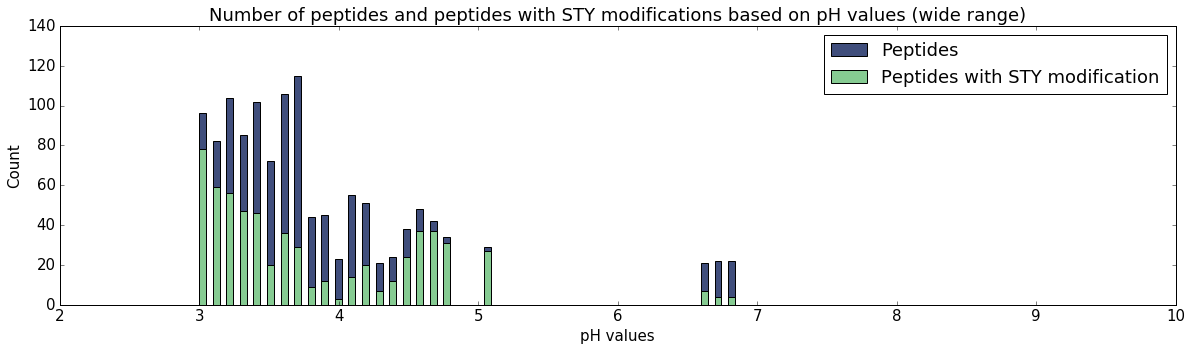 Number of peptides and peptides with STY modifications based on pH values (wide range)
140
120
100
80
60
40
20
0
Count
Peptides
Peptides with STY modification
2 3 4 5 6 7 8 9 10
pH values